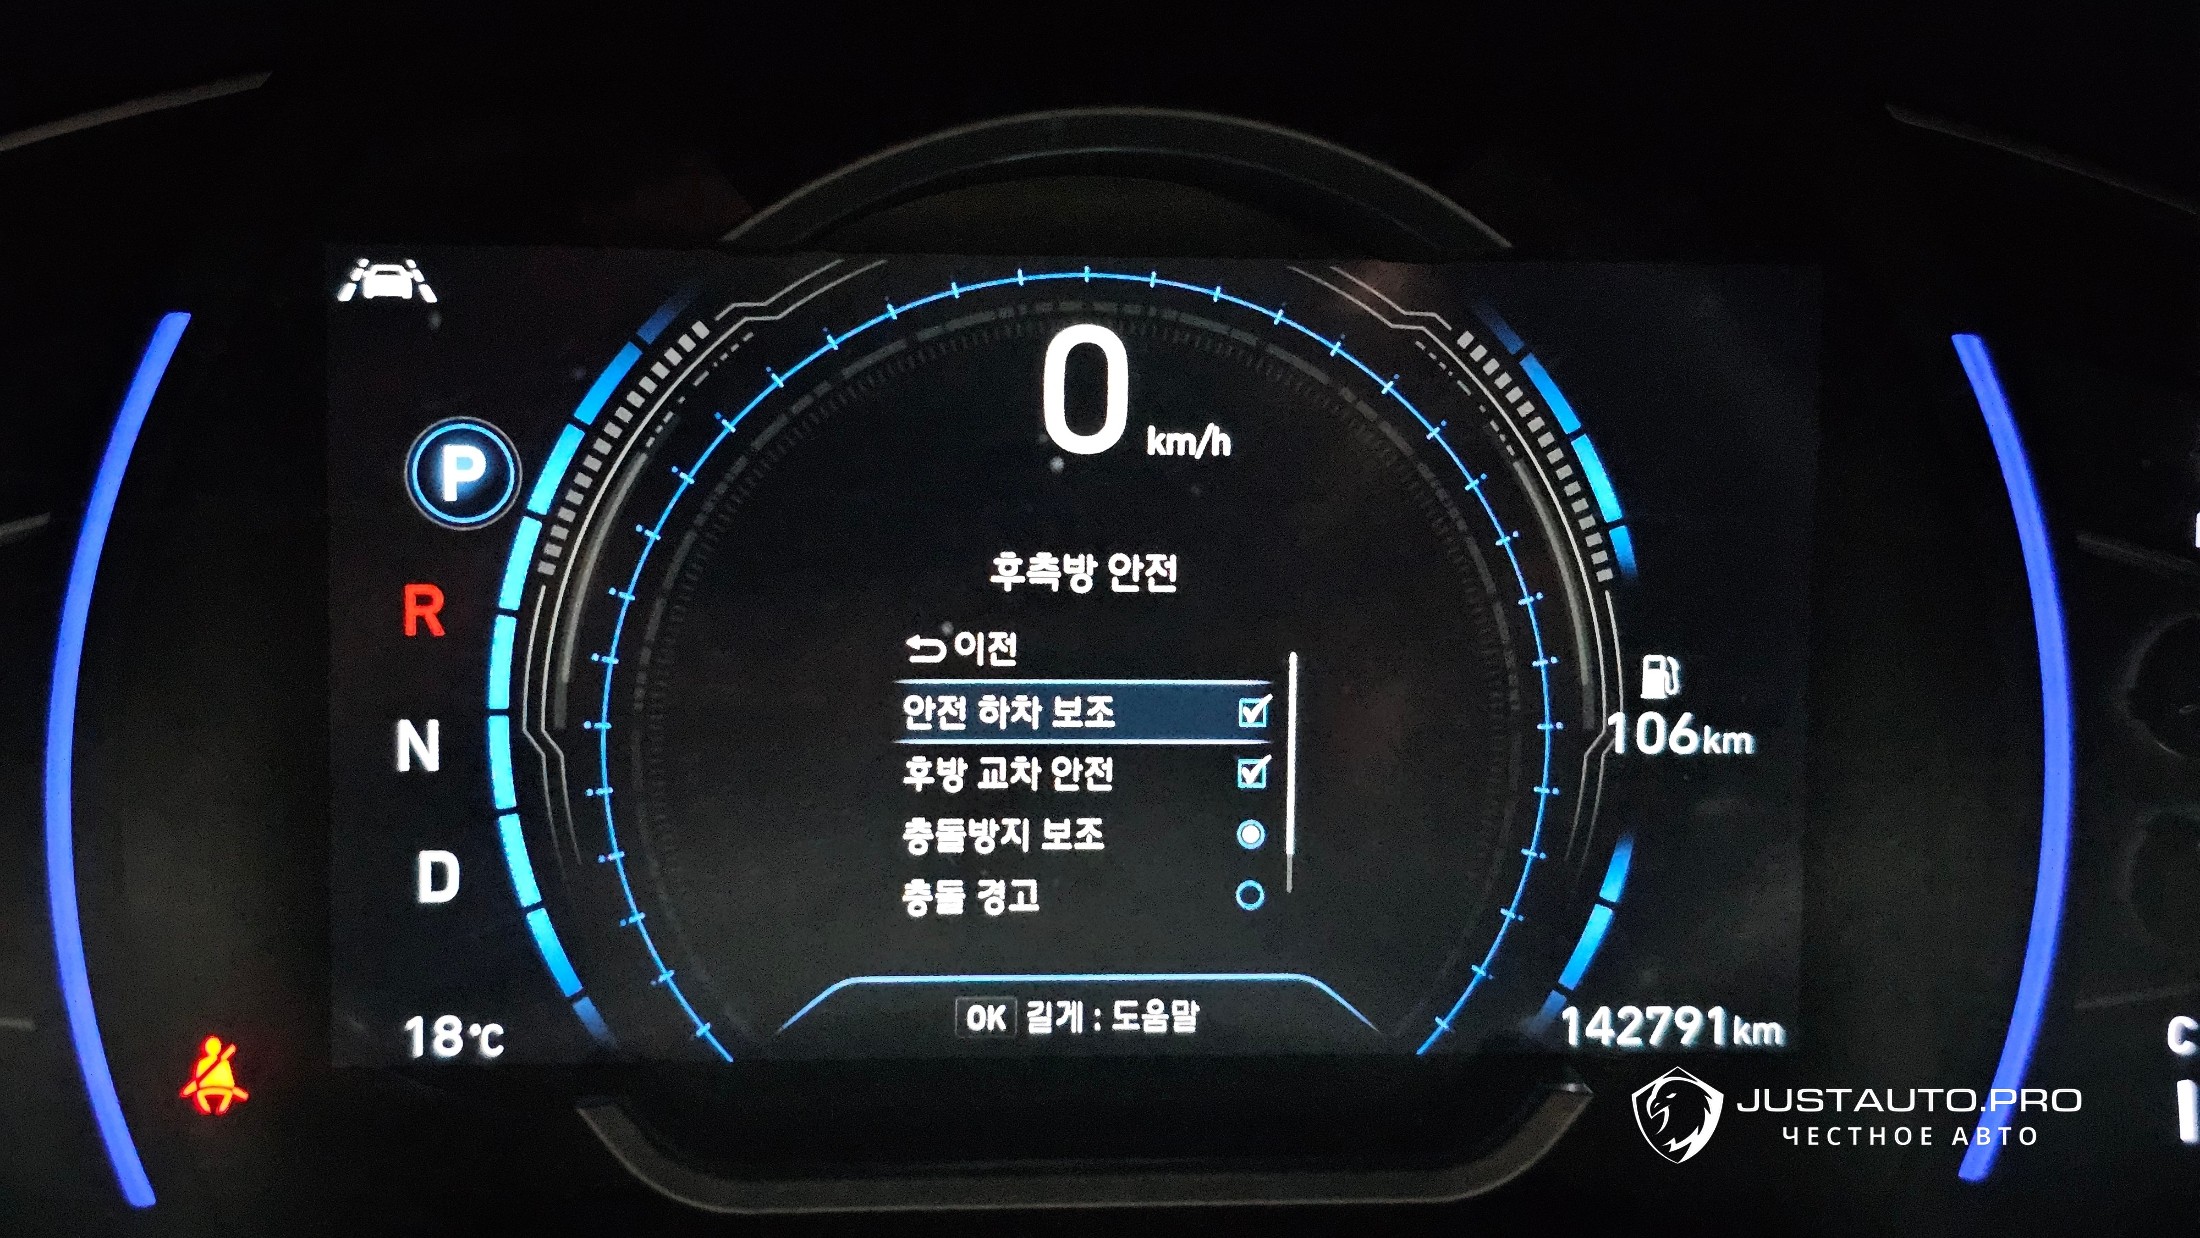 0 km/h
P
R
N
D
후측방 안전
이전
안전 하차 보조
후방 교차 안전
충돌방지 보조
충돌 경고
OK 길게 : 도움말
106km
18°C
142791km
JUSTAUTO.PRO
ЧЕСТНОЕ АВТО
C